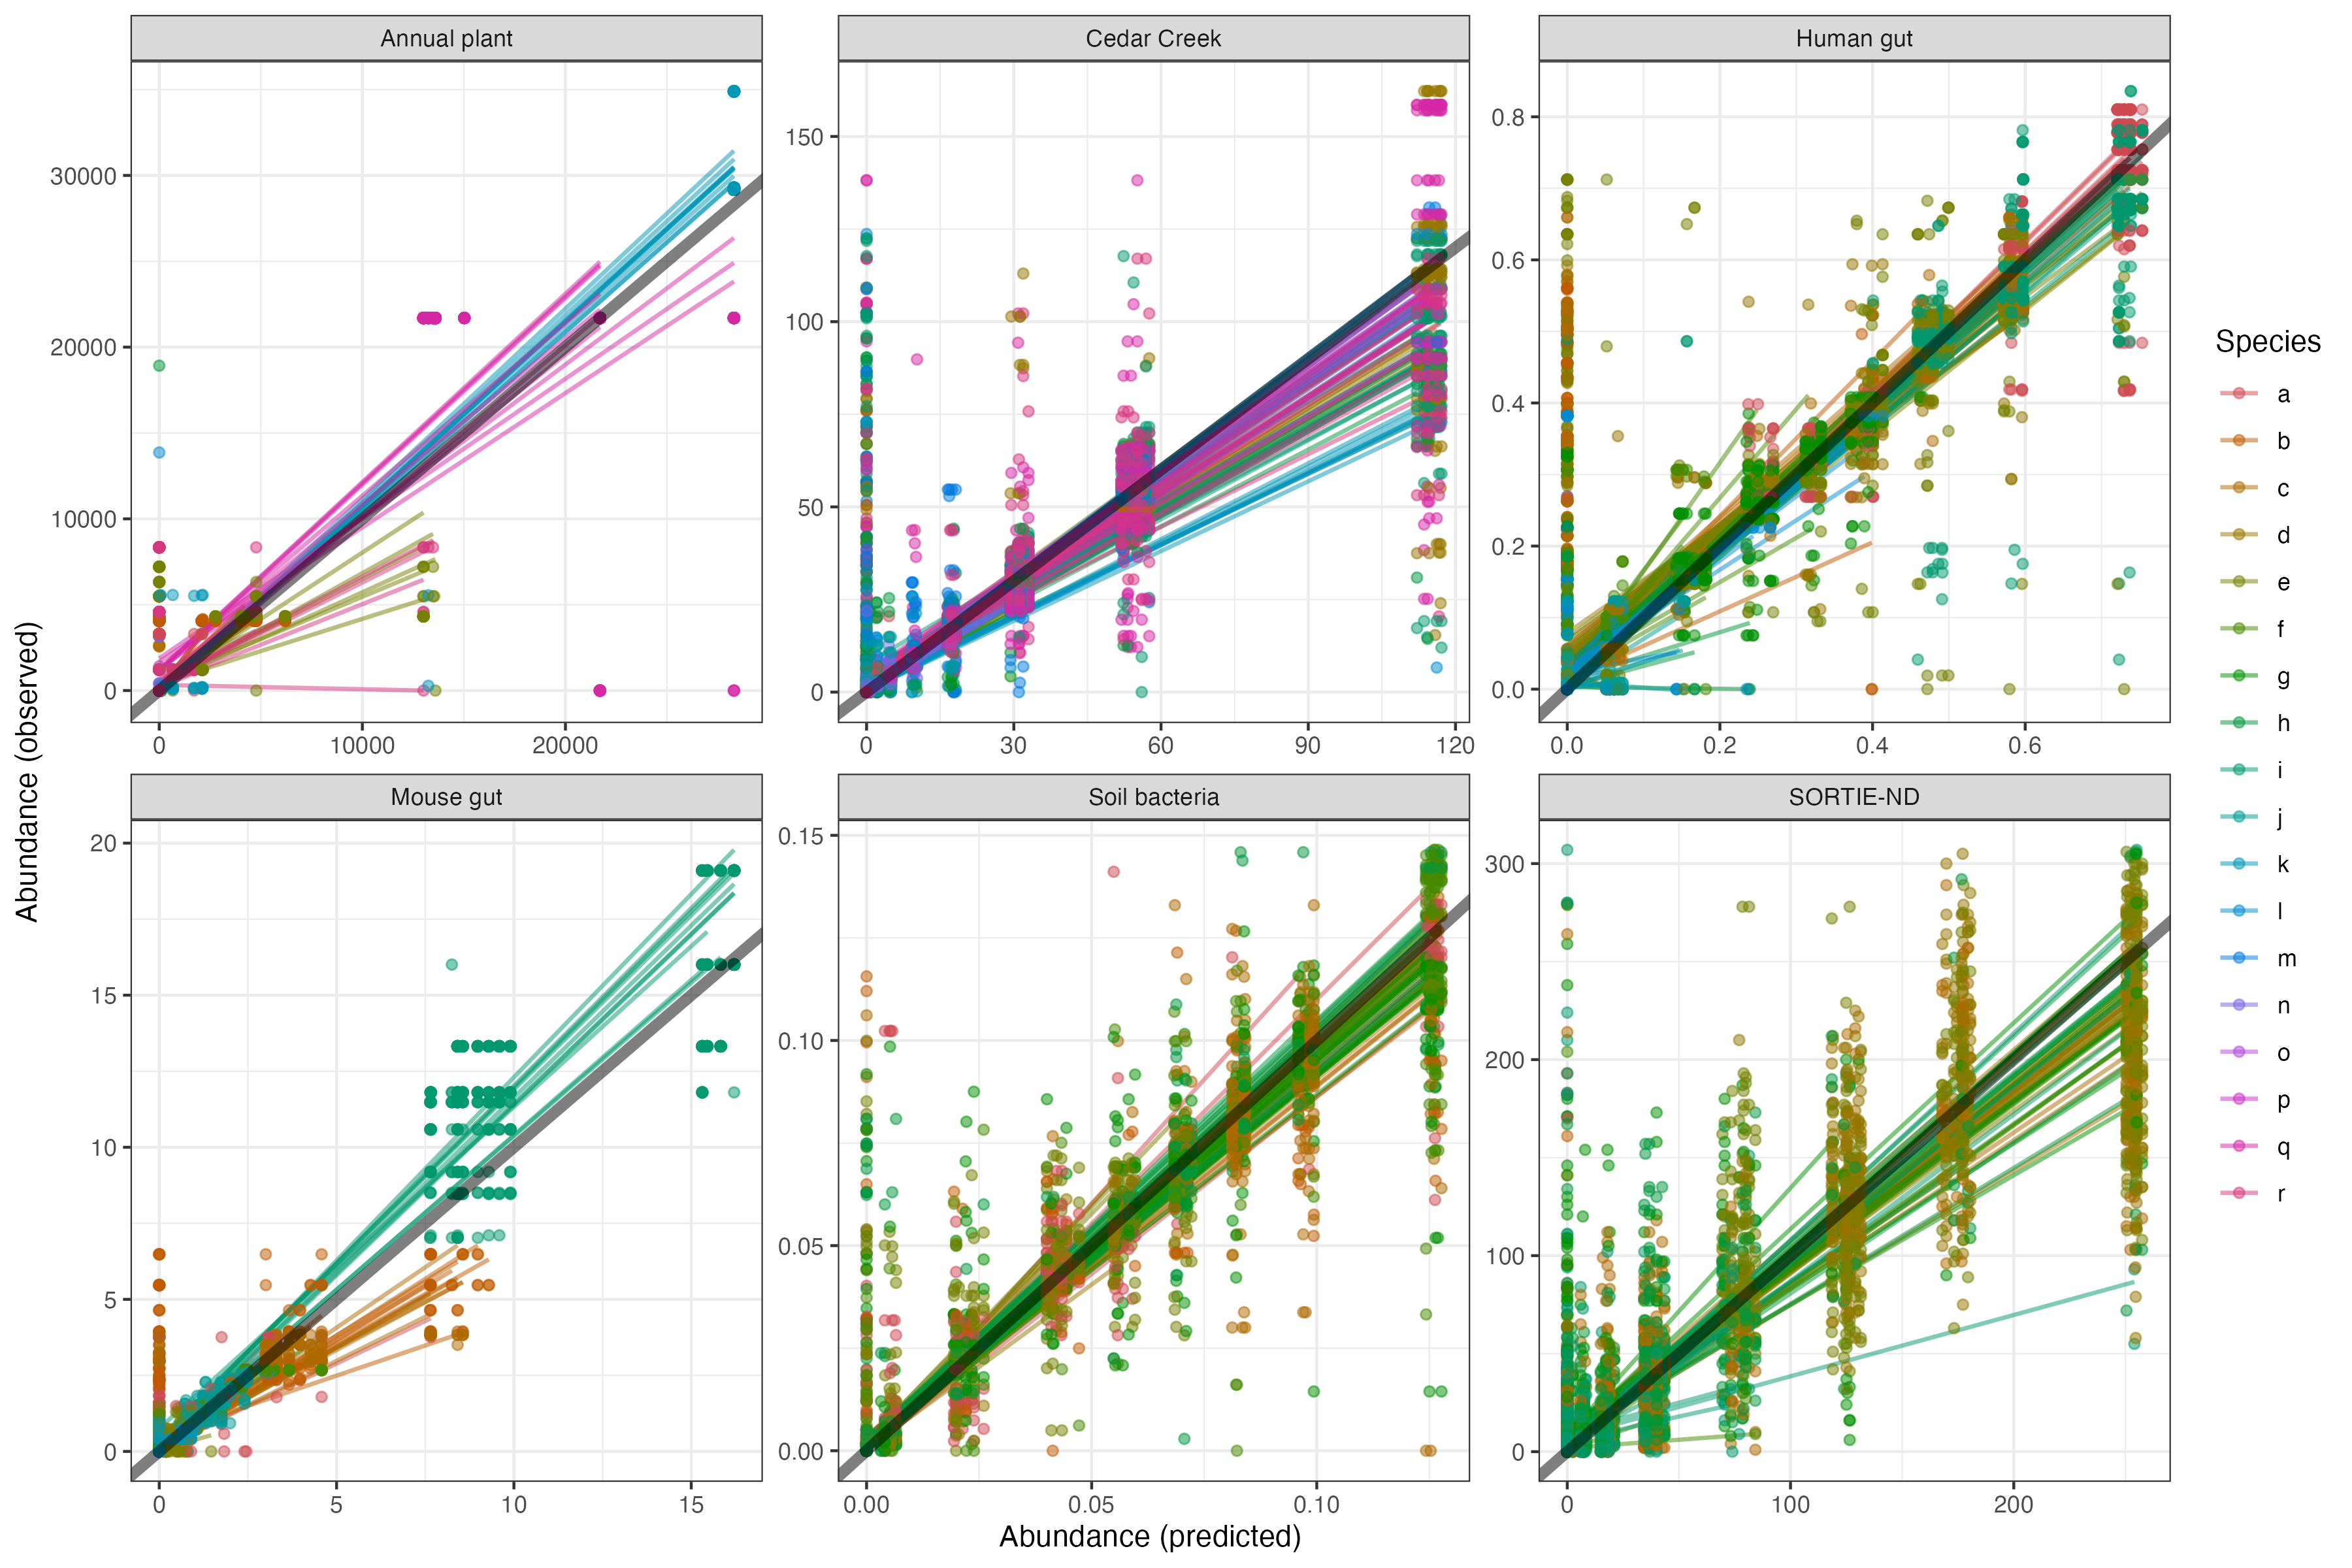 Annual plant
Cedar Creek
Human gut
30000
20000
10000
0
0
10000
20000
150
100
50
0
0
30
60
90
120
0.8
0.6
0.4
0.2
0.0
0.0
0.2
0.4
0.6
Mouse gut
Soil bacteria
SORTIE-ND
20
15
10
5
0
0
5
10
15
0.15
0.10
0.05
0.00
0.00
0.05
0.10
300
200
100
0
0
100
200
Abundance (observed)
Abundance (predicted)
Species
a
b
c
d
e
f
g
h
i
j
k
l
m
n
o
p
q
r